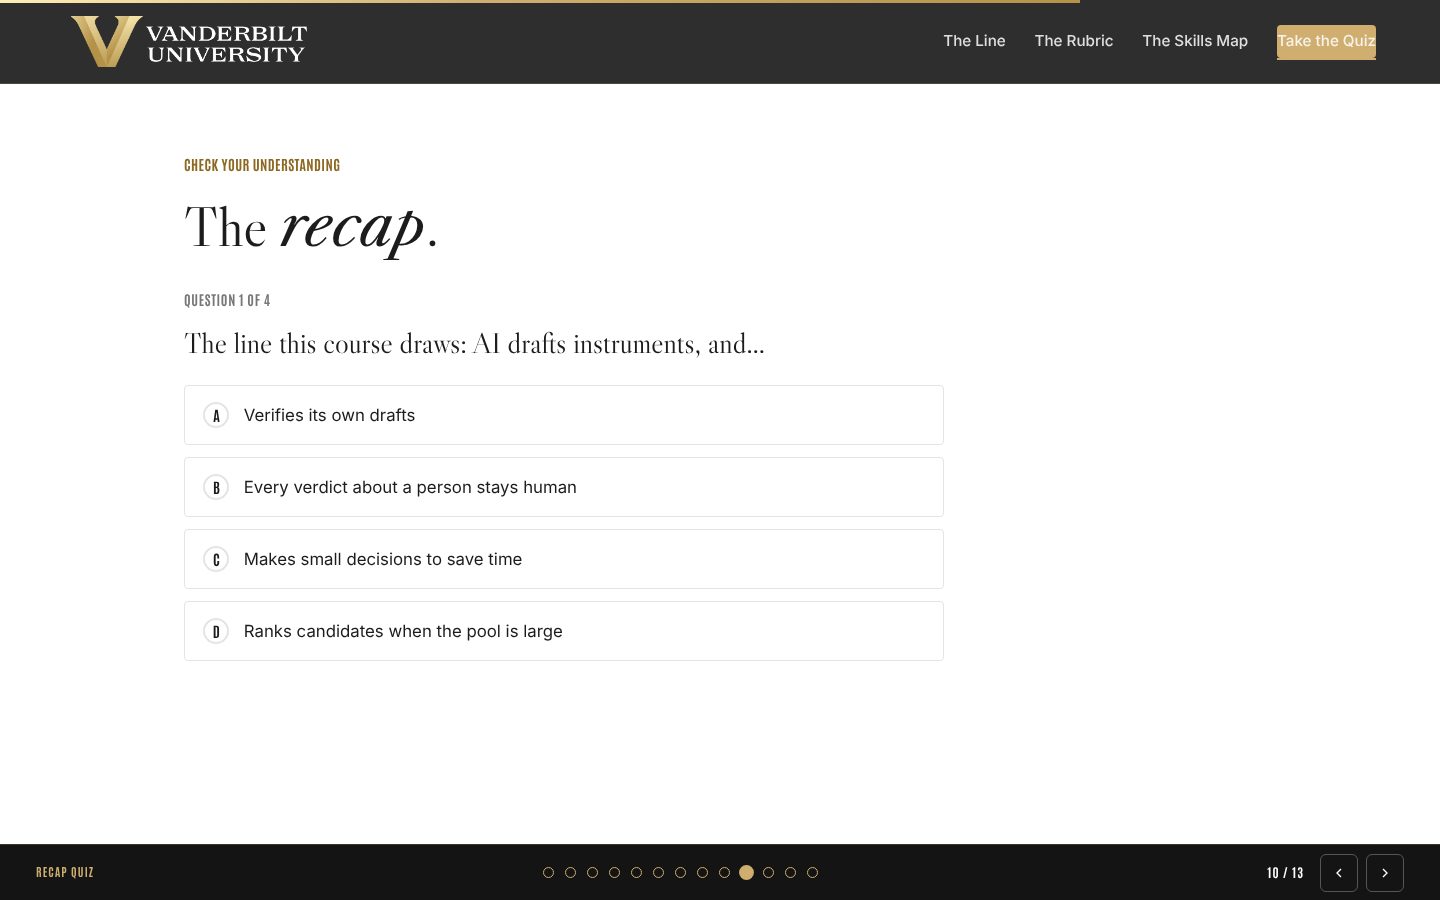 VANDERBILT
UNIVERSITY
The Line
The Rubric
The Skills Map
Take the Quiz
CHECK YOUR UNDERSTANDING
The recap.
QUESTION 1 OF 4
The line this course draws: AI drafts instruments, and...
A Verifies its own drafts
B Every verdict about a person stays human
C Makes small decisions to save time
D Ranks candidates when the pool is large
RECAP QUIZ
10 / 13